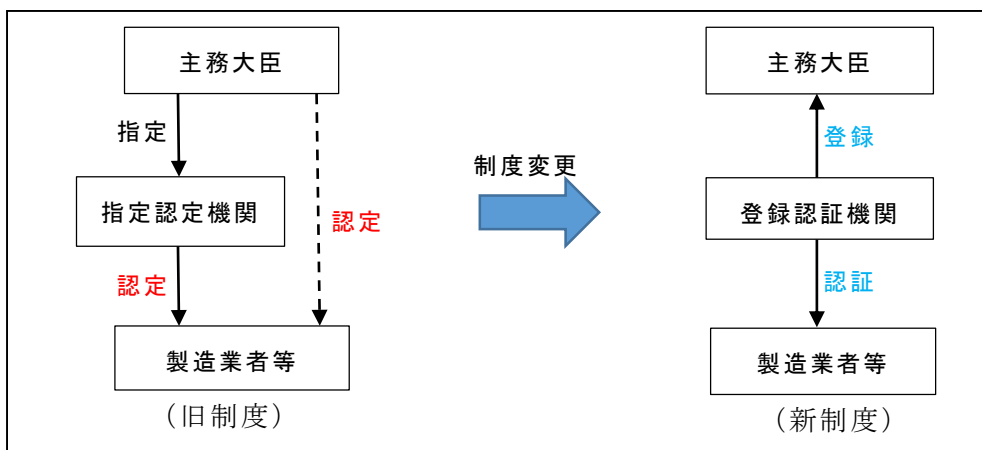 主務大臣
指定
指定認定機関
認定
認定
製造業者等
（旧制度）
制度変更
主務大臣
登録
登録認証機関
認証
製造業者等
（新制度）